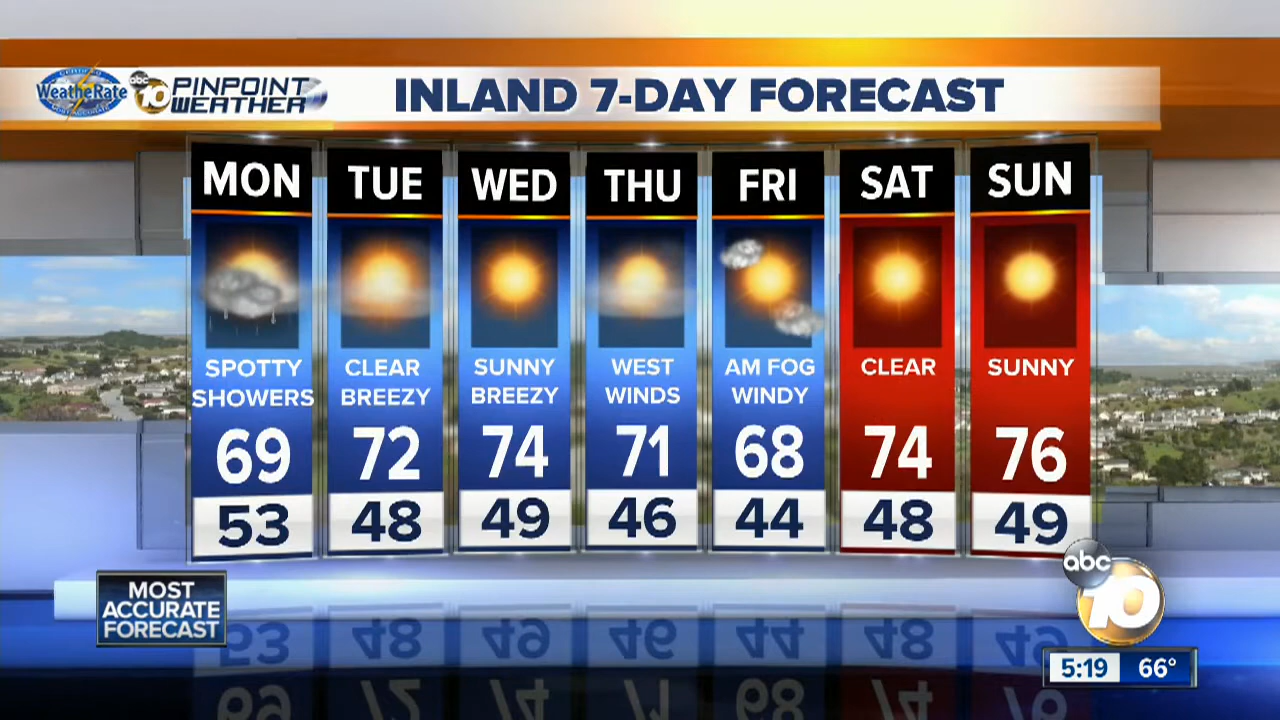 CERTIFIED
WeatheRate
abc
10
PINPOINT
WEATHER
INLAND 7-DAY FORECAST
MON TUE WED THU FRI SAT SUN
SPOTTY SHOWERS
CLEAR BREEZY
SUNNY BREEZY
WEST WINDS
AM FOG WINDY
CLEAR
SUNNY
69 72 74 71 68 74 76
53 48 49 46 44 48 49
MOST
ACCURATE
FORECAST
abc
10
5:19 66°